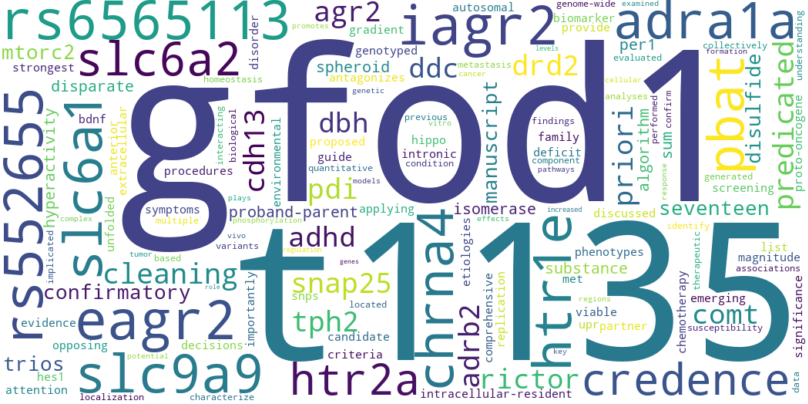 rs6565113
agr2
iagr2
adra1a
genome-wide
examined
promotes
autosomal
biomarker
provide
gradient
mtorc2
strongest
slc6a2
disorder
genotyped
spheroid
antagonizes
metastasis
cancer
drd2
per1
evaluated
collectively
understanding
levels
ddc
homeostasis
disparate
gfod1
rs552655
slc6a1
hyperactivity
bdnf
anterior
extracellular
unfolded
cdh13
interacting
biological
environmental
dbh
proposed
guide
quantitative
models
genetic
previous
vitro
hippo
intronic
condition
findings
family
deficit
component
pathways
manuscript
priori
algorithm
sum
analyses
performed
confirm
cellular
pbat
disulfide
predicated
proto-oncogene
generated
screening
response
procedures
pdi
symptoms
multiple
plays
proband-parent
applying
isomerase
seventeen
discussed
identify
complex
phosphorylation
increased
effects
vivo
variants
tumor
based
adhd
t1135
chrna4
etiologies
htr1e
phenotypes
list
magnitude
associations
therapeutic
regions
substance
cleaning
implicated
confirmatory
importantly
snap25
genes
snps
located
met
viable
emerging
comt
susceptibility
significance
chemotherapy
upr
partner
replication
comprehensive
adrb2
eagr2
evidence
opposing
decisions
role
tph2
candidate
criteria
trios
hes1
attention
slc9a9
potential
localization
characterize
htr2a
intracellular-resident
rictor
key
credence
data